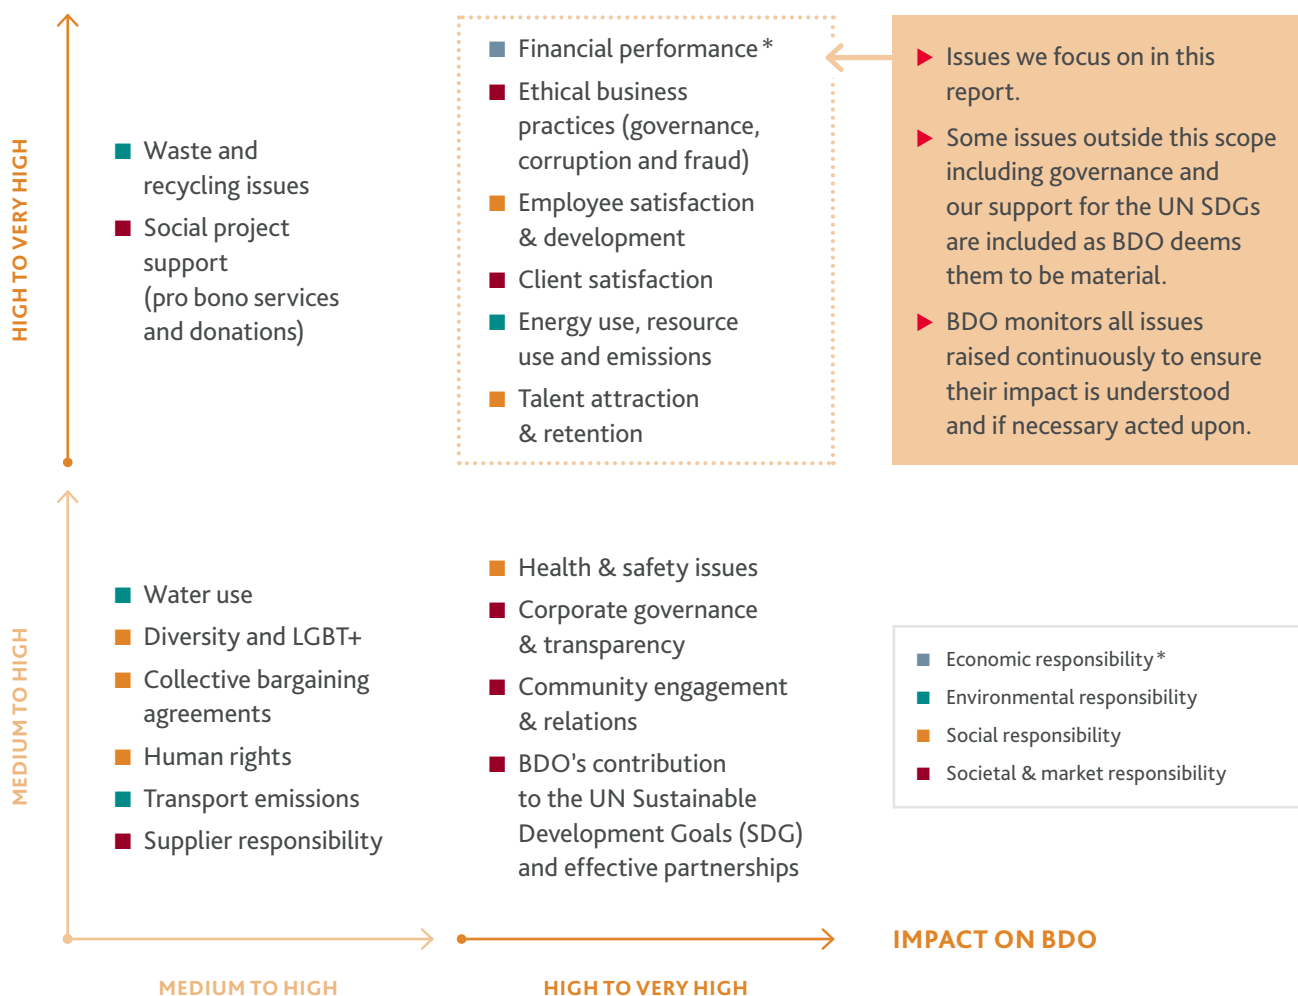 HIGH TO VERY HIGH
Waste and
recycling issues
Social project
support
(pro bono services
and donations)
Financial performance*
Ethical business
practices (governance,
corruption and fraud)
Employee satisfaction
& development
Client satisfaction
Energy use, resource
use and emissions
Talent attraction
& retention
Issues we focus on in this
report.
Some issues outside this scope
including governance and
our support for the UN SDGs
are included as BDO deems
them to be material.
BDO monitors all issues
raised continuously to ensure
their impact is understood
and if necessary acted upon.
MEDIUM TO HIGH
Water use
Diversity and LGBT+
Collective bargaining
agreements
Human rights
Transport emissions
Supplier responsibility
Health & safety issues
Corporate governance
& transparency
Community engagement
& relations
BDO's contribution
to the UN Sustainable
Development Goals (SDG)
and effective partnerships
Economic responsibility*
Environmental responsibility
Social responsibility
Societal & market responsibility
IMPACT ON BDO
MEDIUM TO HIGH
HIGH TO VERY HIGH